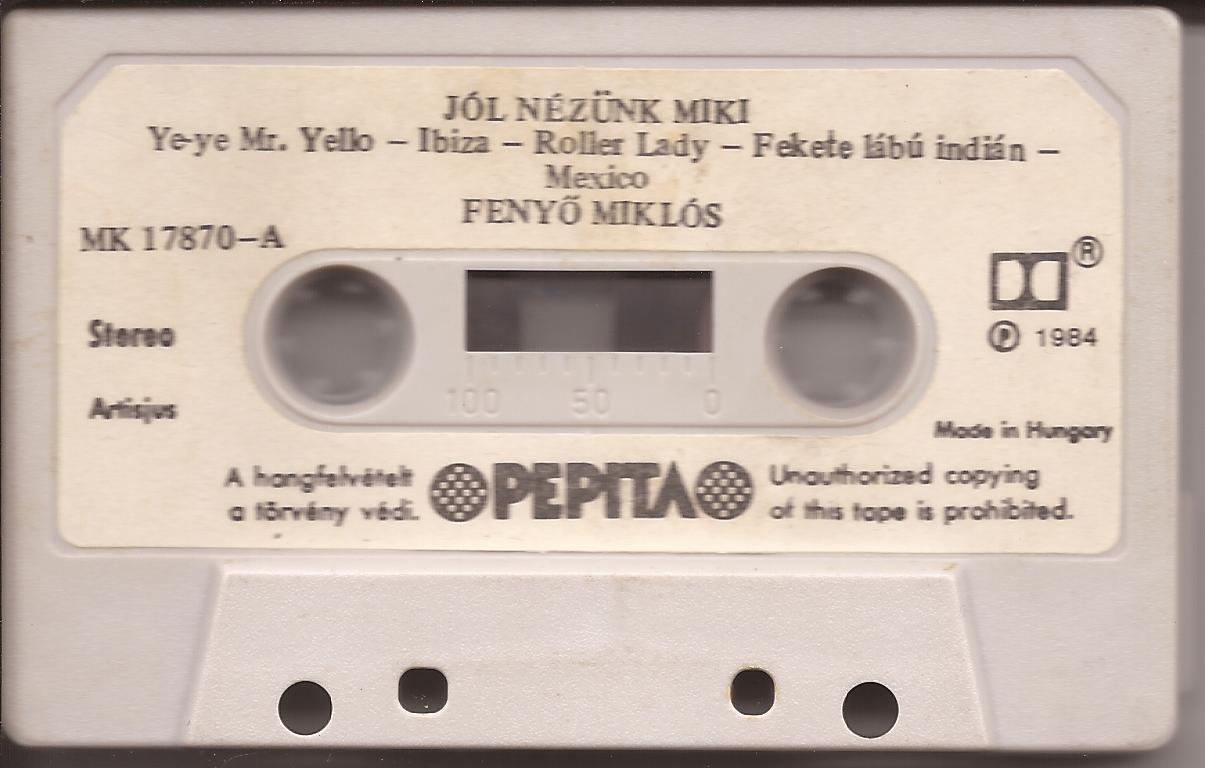 JÓL NÉZÜNK MIKI
Ye-ye Mr. Yello – Ibiza – Roller Lady – Fekete lábú indián –
Mexico
FENYŐ MIKLÓS
MK 17870–A
®
Stereo
Ⓟ 1984
Artisjus
100 50 0
Made in Hungary
A hangfelvételt
a törvény védi.
PEPITA
Unauthorized copying
of this tape is prohibited.